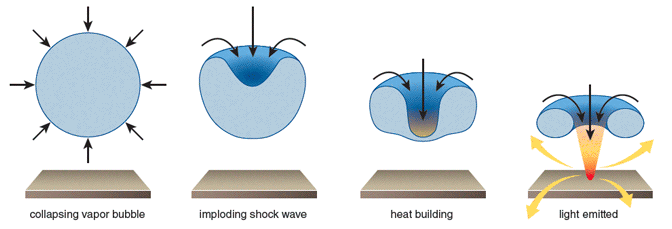 collapsing vapor bubble
imploding shock wave
heat building
light emitted